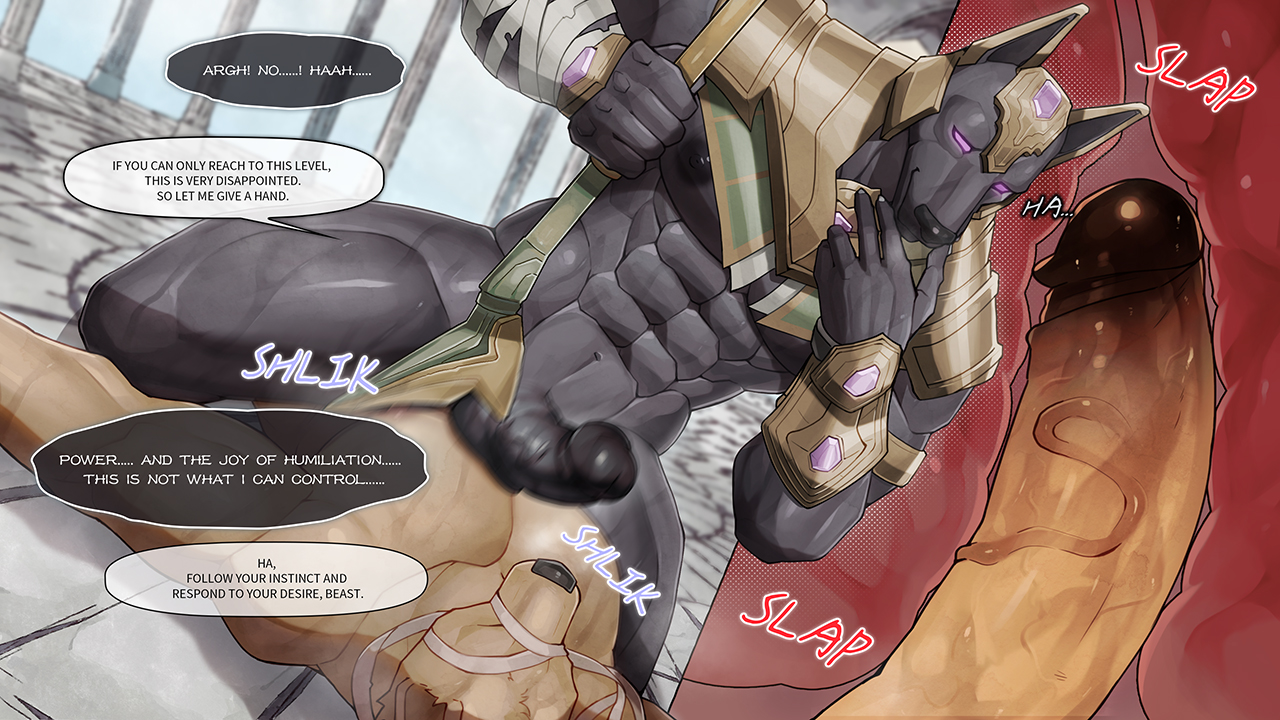 ARGH! NO......! HAAH......
IF YOU CAN ONLY REACH TO THIS LEVEL,
THIS IS VERY DISAPPOINTED.
SO LET ME GIVE A HAND.
SHLIK
POWER..... AND THE JOY OF HUMILIATION......
THIS IS NOT WHAT I CAN CONTROL......
HA,
FOLLOW YOUR INSTINCT AND
RESPOND TO YOUR DESIRE, BEAST.
SHLIK
SLAP
HA...
SLAP